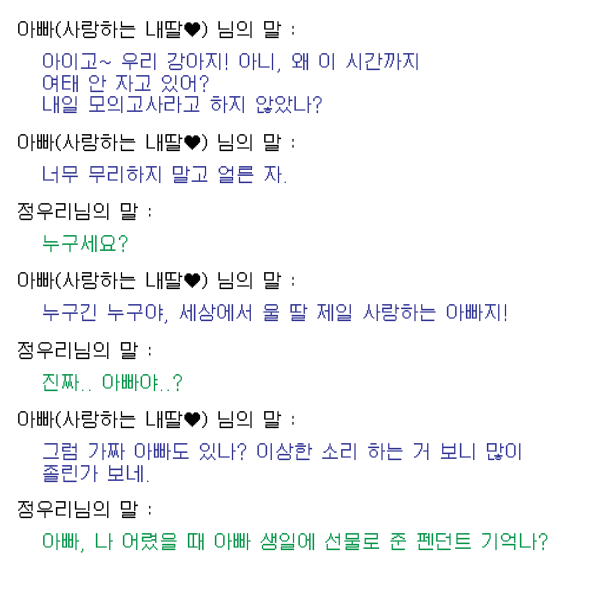 아빠(사랑하는 내딸♥) 님의 말 :
아이고~ 우리 강아지! 아니, 왜 이 시간까지
여태 안 자고 있어?
내일 모의고사라고 하지 않았나?
아빠(사랑하는 내딸♥) 님의 말 :
너무 무리하지 말고 얼른 자.
정우리님의 말 :
누구세요?
아빠(사랑하는 내딸♥) 님의 말 :
누구긴 누구야, 세상에서 울 딸 제일 사랑하는 아빠지!
정우리님의 말 :
진짜.. 아빠야..?
아빠(사랑하는 내딸♥) 님의 말 :
그럼 가짜 아빠도 있나? 이상한 소리 하는 거 보니 많이
졸린가 보네.
정우리님의 말 :
아빠, 나 어렸을 때 아빠 생일에 선물로 준 펜던트 기억나?